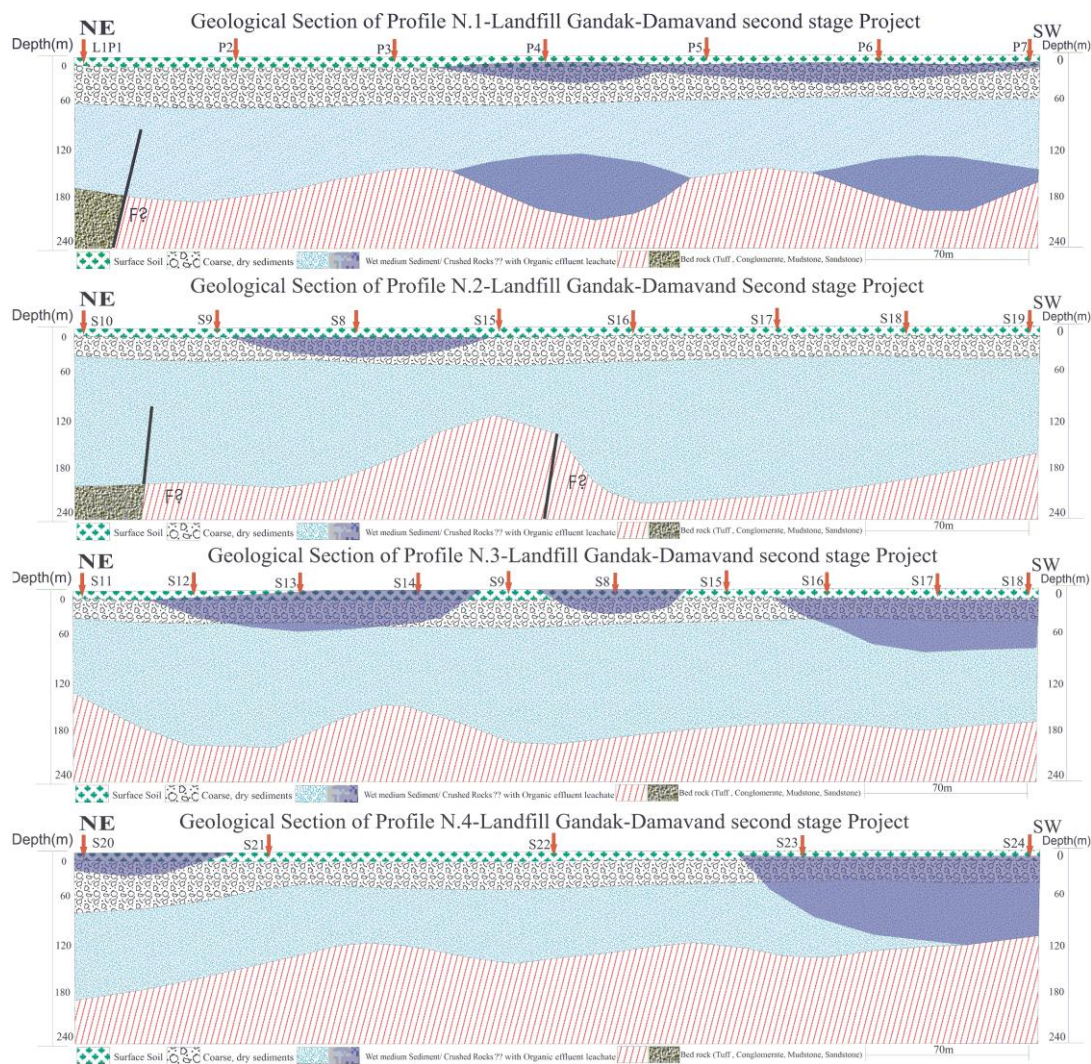 Geological Section of Profile N.1-Landfill Gandak-Damavand second stage Project
NE SW
Depth(m) L1P1 P2 P3 P4 P5 P6 P7 Depth(m)
0 0
60 60
120 120
180 180
F?
240 240
Surface Soil Coarse, dry sediments Wet medium Sediment/ Crushed Rocks ?? with Organic effluent leachate Bed rock (Tuff , Conglomerte, Mudstone, Sandstone) 70m
Geological Section of Profile N.2-Landfill Gandak-Damavand Second stage Project
NE SW
Depth(m) S10 S9 S8 S15 S16 S17 S18 S19 Depth(m)
0 0
60 60
120 120
180 180
F? F?
240 240
Surface Soil Coarse, dry sediments Wet medium Sediment/ Crushed Rocks ?? with Organic effluent leachate Bed rock (Tuff , Conglomerte, Mudstone, Sandstone) 70m
Geological Section of Profile N.3-Landfill Gandak-Damavand second stage Project
NE SW
Depth(m) S11 S12 S13 S14 S9 S8 S15 S16 S17 S18 Depth(m)
0 0
60 60
120 120
180 180
240 240
Surface Soil Coarse, dry sediments Wet medium Sediment/ Crushed Rocks ?? with Organic effluent leachate Bed rock (Tuff , Conglomerte, Mudstone, Sandstone) 70m
Geological Section of Profile N.4-Landfill Gandak-Damavand second stage Project
NE SW
Depth(m) S20 S21 S22 S23 S24 Depth(m)
0 0
60 60
120 120
180 180
240 240
Surface Soil Coarse, dry sediments Wet medium Sediment/ Crushed Rocks ?? with Organic effluent leachate Bed rock (Tuff , Conglomerte, Mudstone, Sandstone) 70m